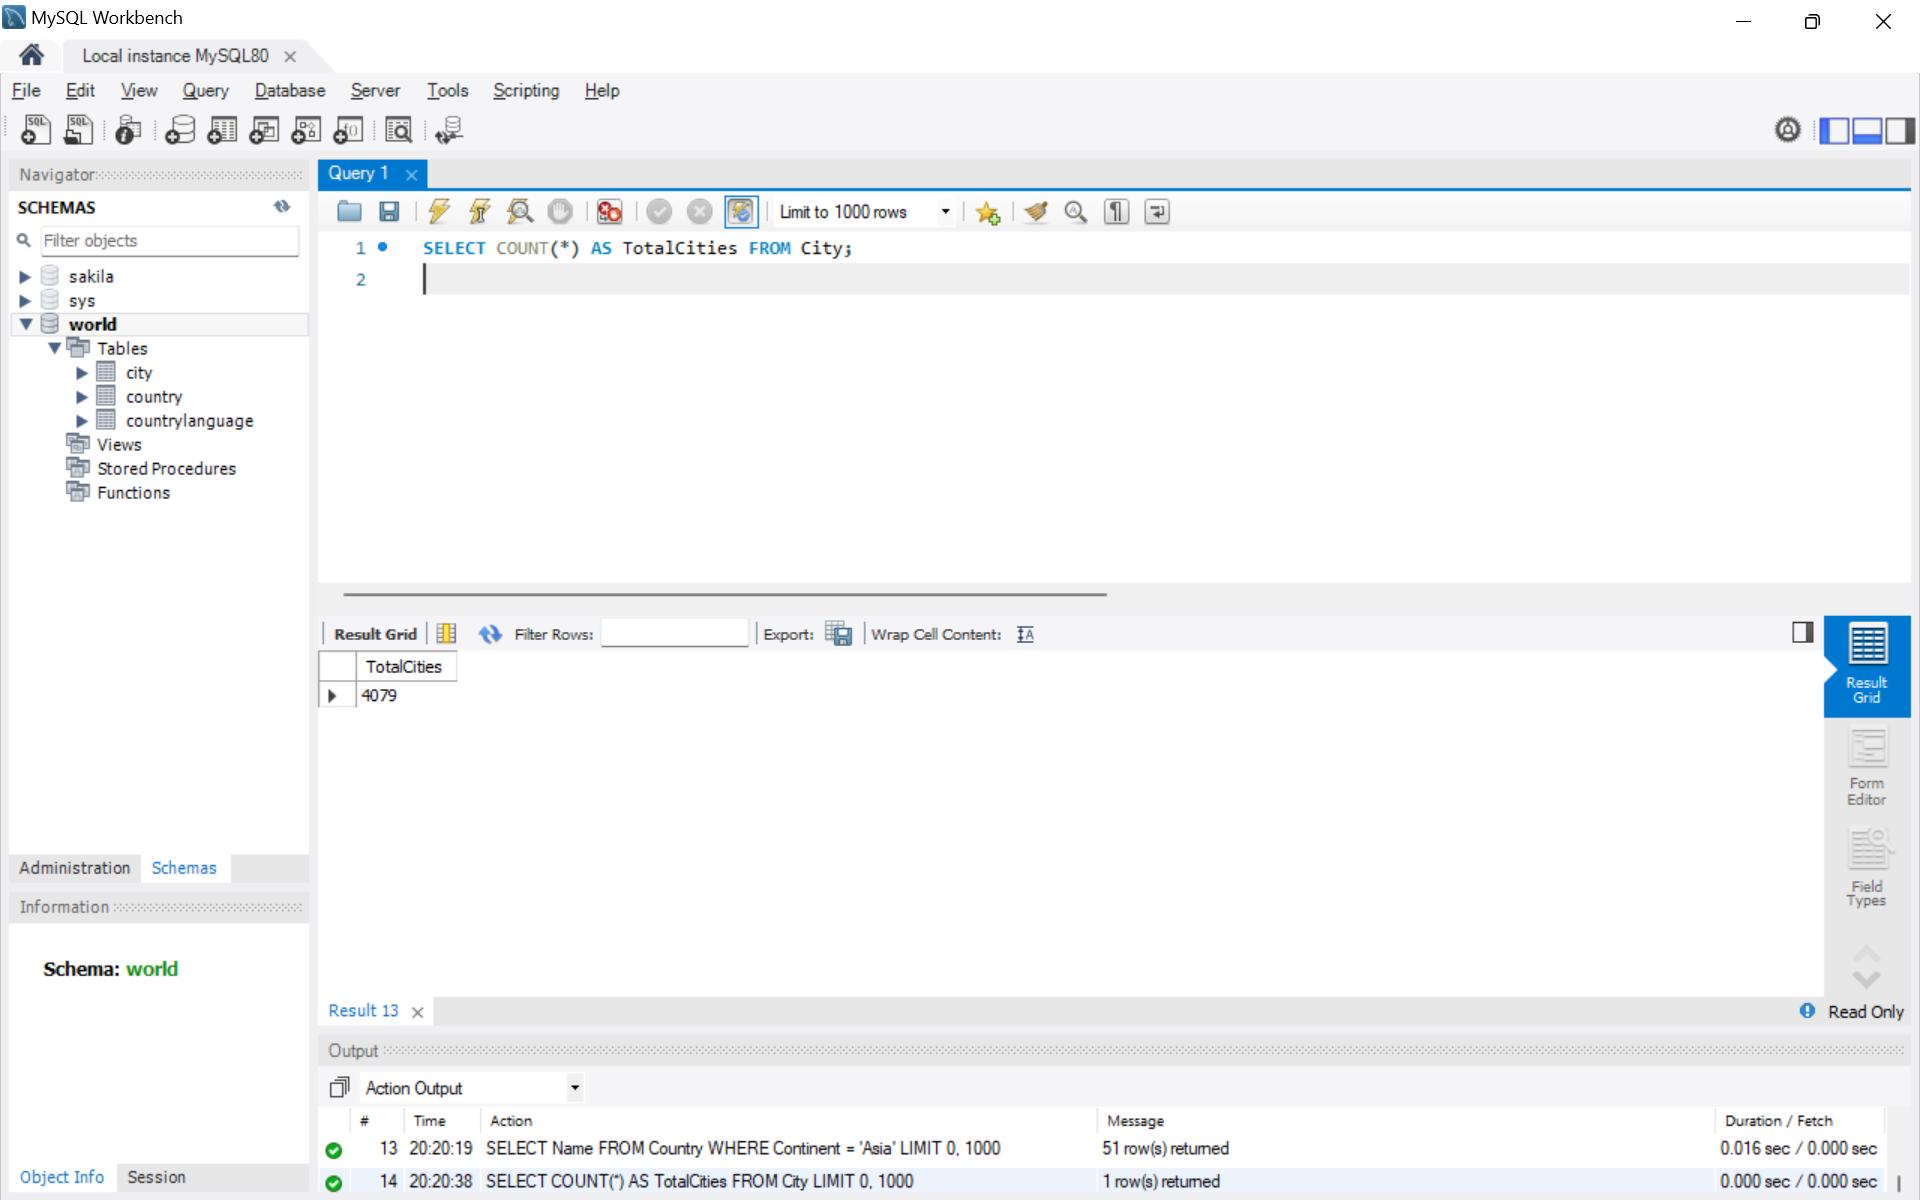 MySQL Workbench
Local instance MySQL80
File Edit View Query Database Server Tools Scripting Help
Navigator
SCHEMAS
Filter objects
sakila
sys
world
Tables
city
country
countrylanguage
Views
Stored Procedures
Functions
Administration Schemas
Information
Schema: world
Object Info Session
Query 1
Limit to 1000 rows
1 SELECT COUNT(*) AS TotalCities FROM City;
2
Result Grid Filter Rows: Export: Wrap Cell Content:
TotalCities
4079
Result
Grid
Form
Editor
Field
Types
Result 13
Read Only
Output
Action Output
# Time Action Message Duration / Fetch
13 20:20:19 SELECT Name FROM Country WHERE Continent = 'Asia' LIMIT 0, 1000 51 row(s) returned 0.016 sec / 0.000 sec
14 20:20:38 SELECT COUNT(*) AS TotalCities FROM City LIMIT 0, 1000 1 row(s) returned 0.000 sec / 0.000 sec